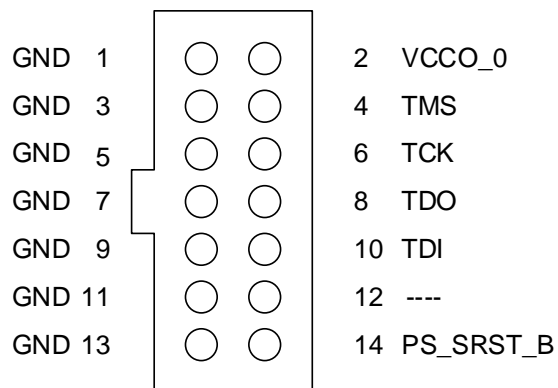 GND 1 2 VCCO_0
GND 3 4 TMS
GND 5 6 TCK
GND 7 8 TDO
GND 9 10 TDI
GND 11 12 ----
GND 13 14 PS_SRST_B